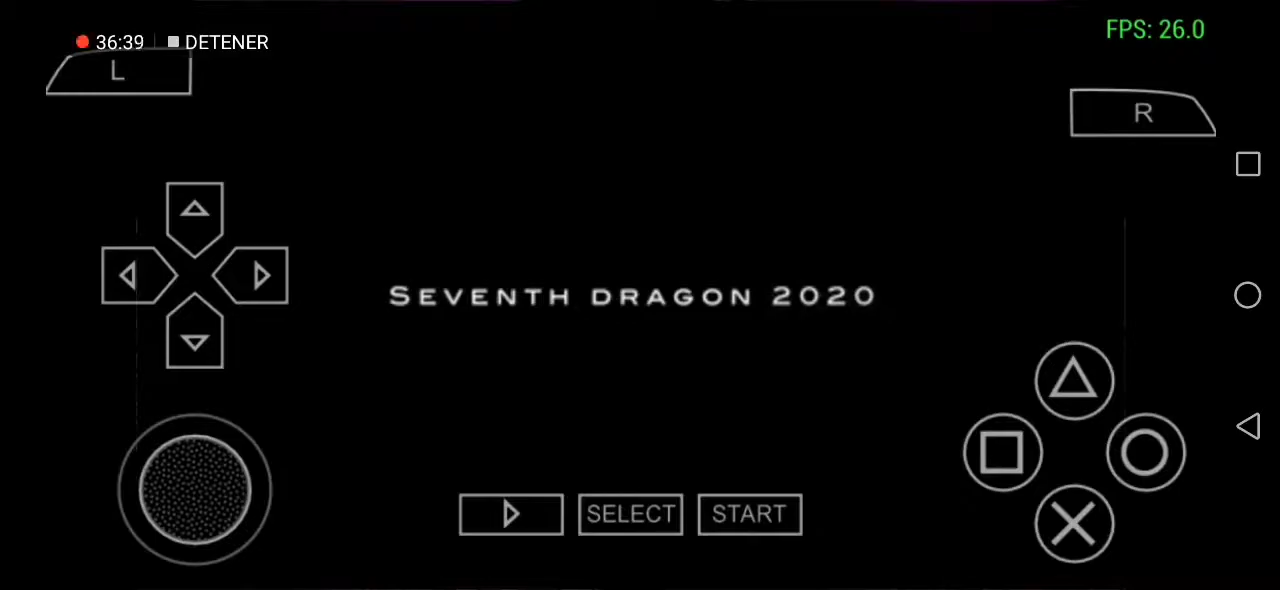 36:39 DETENER
FPS: 26.0
L
R
SEVENTH DRAGON 2020
SELECT START